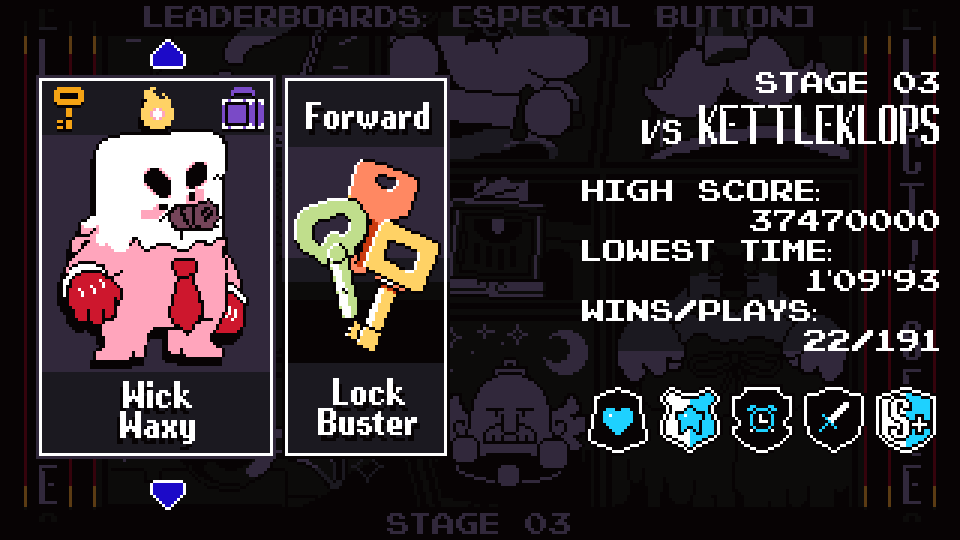 LEADERBOARDS: [SPECIAL BUTTON]
STAGE 03
VS KETTLEKLOPS
Forward
HIGH SCORE:
37470000
LOWEST TIME:
1'09"93
WINS/PLAYS:
22/191
Wick
Waxy
Lock
Buster
S+
STAGE 03